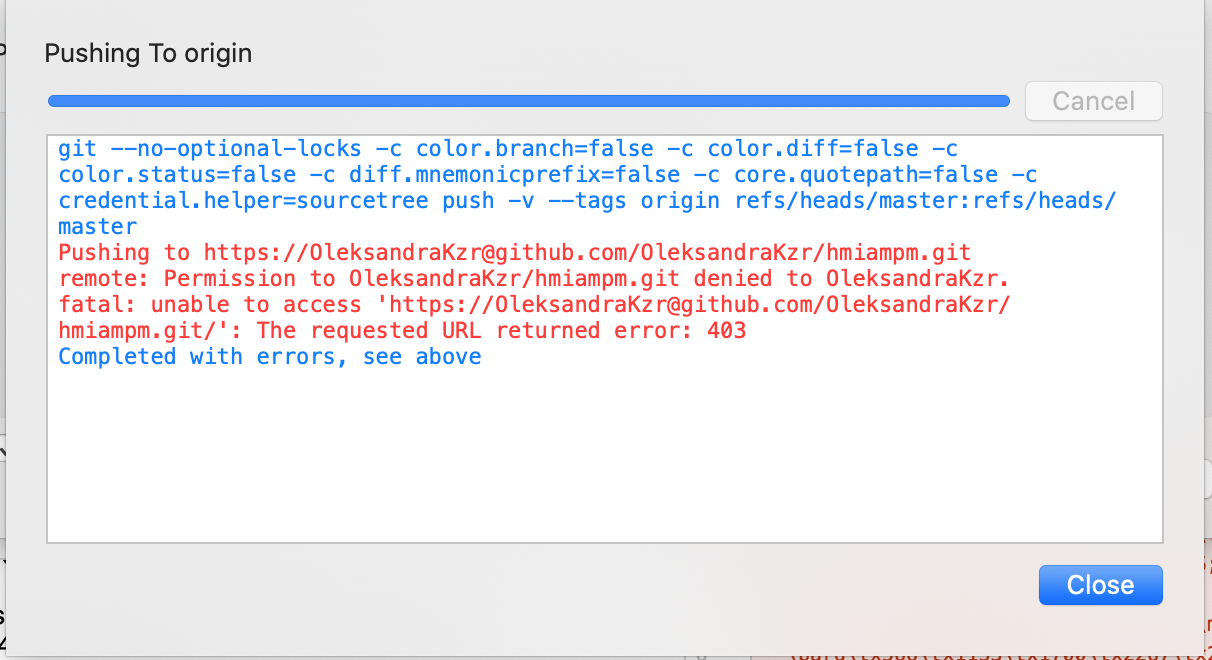 Pushing To origin
Cancel
git --no-optional-locks -c color.branch=false -c color.diff=false -c
color.status=false -c diff.mnemonicprefix=false -c core.quotepath=false -c
credential.helper=sourcetree push -v --tags origin refs/heads/master:refs/heads/
master
Pushing to https://OleksandraKzr@github.com/OleksandraKzr/hmiampm.git
remote: Permission to OleksandraKzr/hmiampm.git denied to OleksandraKzr.
fatal: unable to access 'https://OleksandraKzr@github.com/OleksandraKzr/
hmiampm.git/': The requested URL returned error: 403
Completed with errors, see above
Close